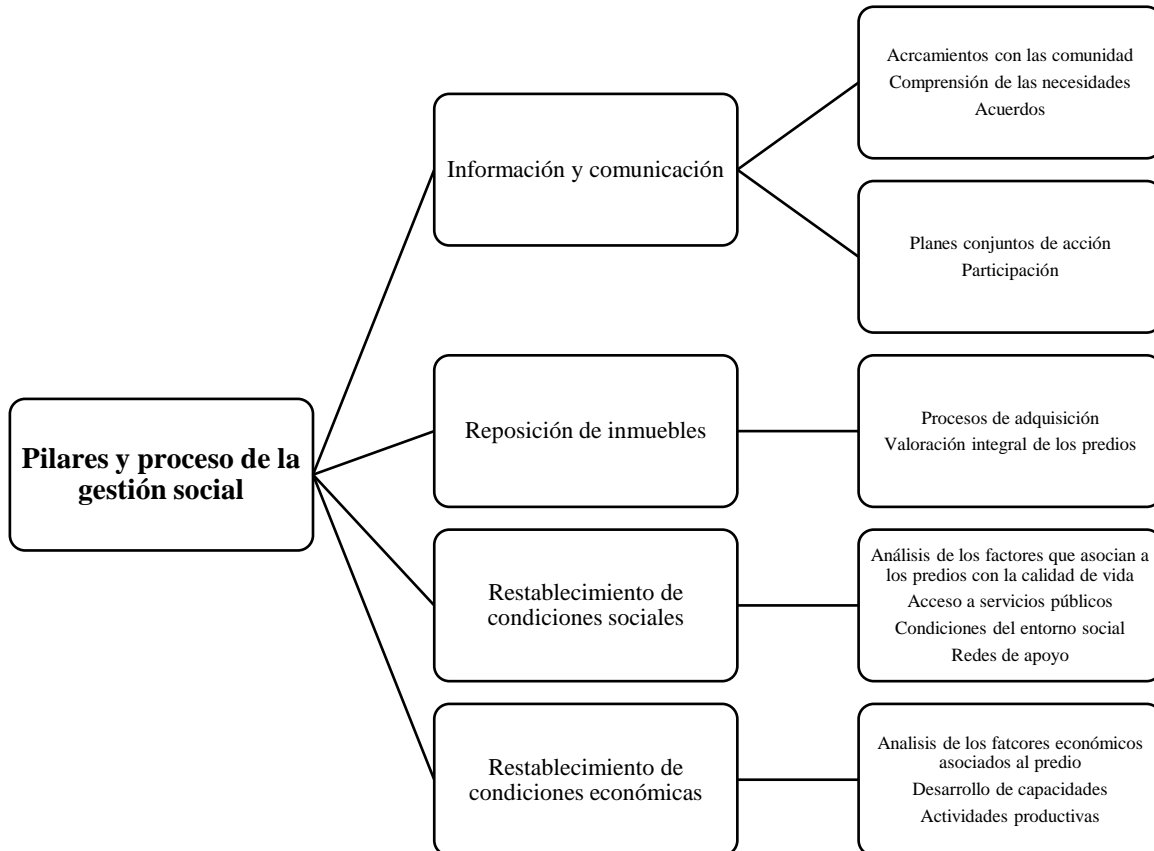 Pilares y proceso de la
gestión social
Información y comunicación
Acrcamientos con las comunidad
Comprensión de las necesidades
Acuerdos
Planes conjuntos de acción
Participación
Reposición de inmuebles
Procesos de adquisición
Valoración integral de los predios
Restablecimiento de
condiciones sociales
Análisis de los factores que asocian a
los predios con la calidad de vida
Acceso a servicios públicos
Condiciones del entorno social
Redes de apoyo
Restablecimiento de
condiciones económicas
Analisis de los fatcores económicos
asociados al predio
Desarrollo de capacidades
Actividades productivas